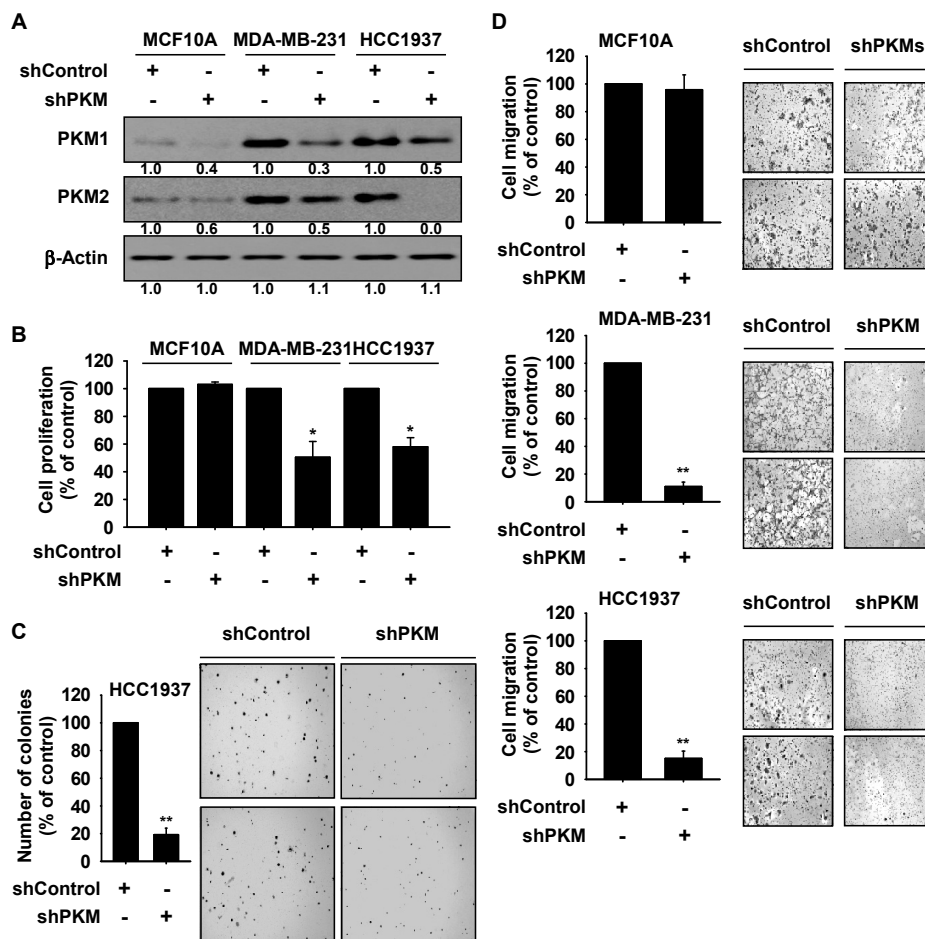 A
MCF10A MDA-MB-231 HCC1937
shControl + - + - + -
shPKM - + - + - +
PKM1
1.0 0.4 1.0 0.3 1.0 0.5
PKM2
1.0 0.6 1.0 0.5 1.0 0.0
β-Actin
1.0 1.0 1.0 1.1 1.0 1.1
B
MCF10A MDA-MB-231 HCC1937
Cell proliferation
(% of control)
120
100
80
60
40
20
0
* *
shControl + - + - + -
shPKM - + - + - +
C
HCC1937
Number of colonies
(% of control)
120
100
80
60
40
20
0
**
shControl + -
shPKM - +
shControl shPKM
D
MCF10A
Cell migration
(% of control)
120
100
80
60
40
20
0
shControl + -
shPKM - +
shControl shPKMs
MDA-MB-231
Cell migration
(% of control)
120
100
80
60
40
20
0
**
shControl + -
shPKM - +
shControl shPKM
HCC1937
Cell migration
(% of control)
120
100
80
60
40
20
0
**
shControl + -
shPKM - +
shControl shPKM